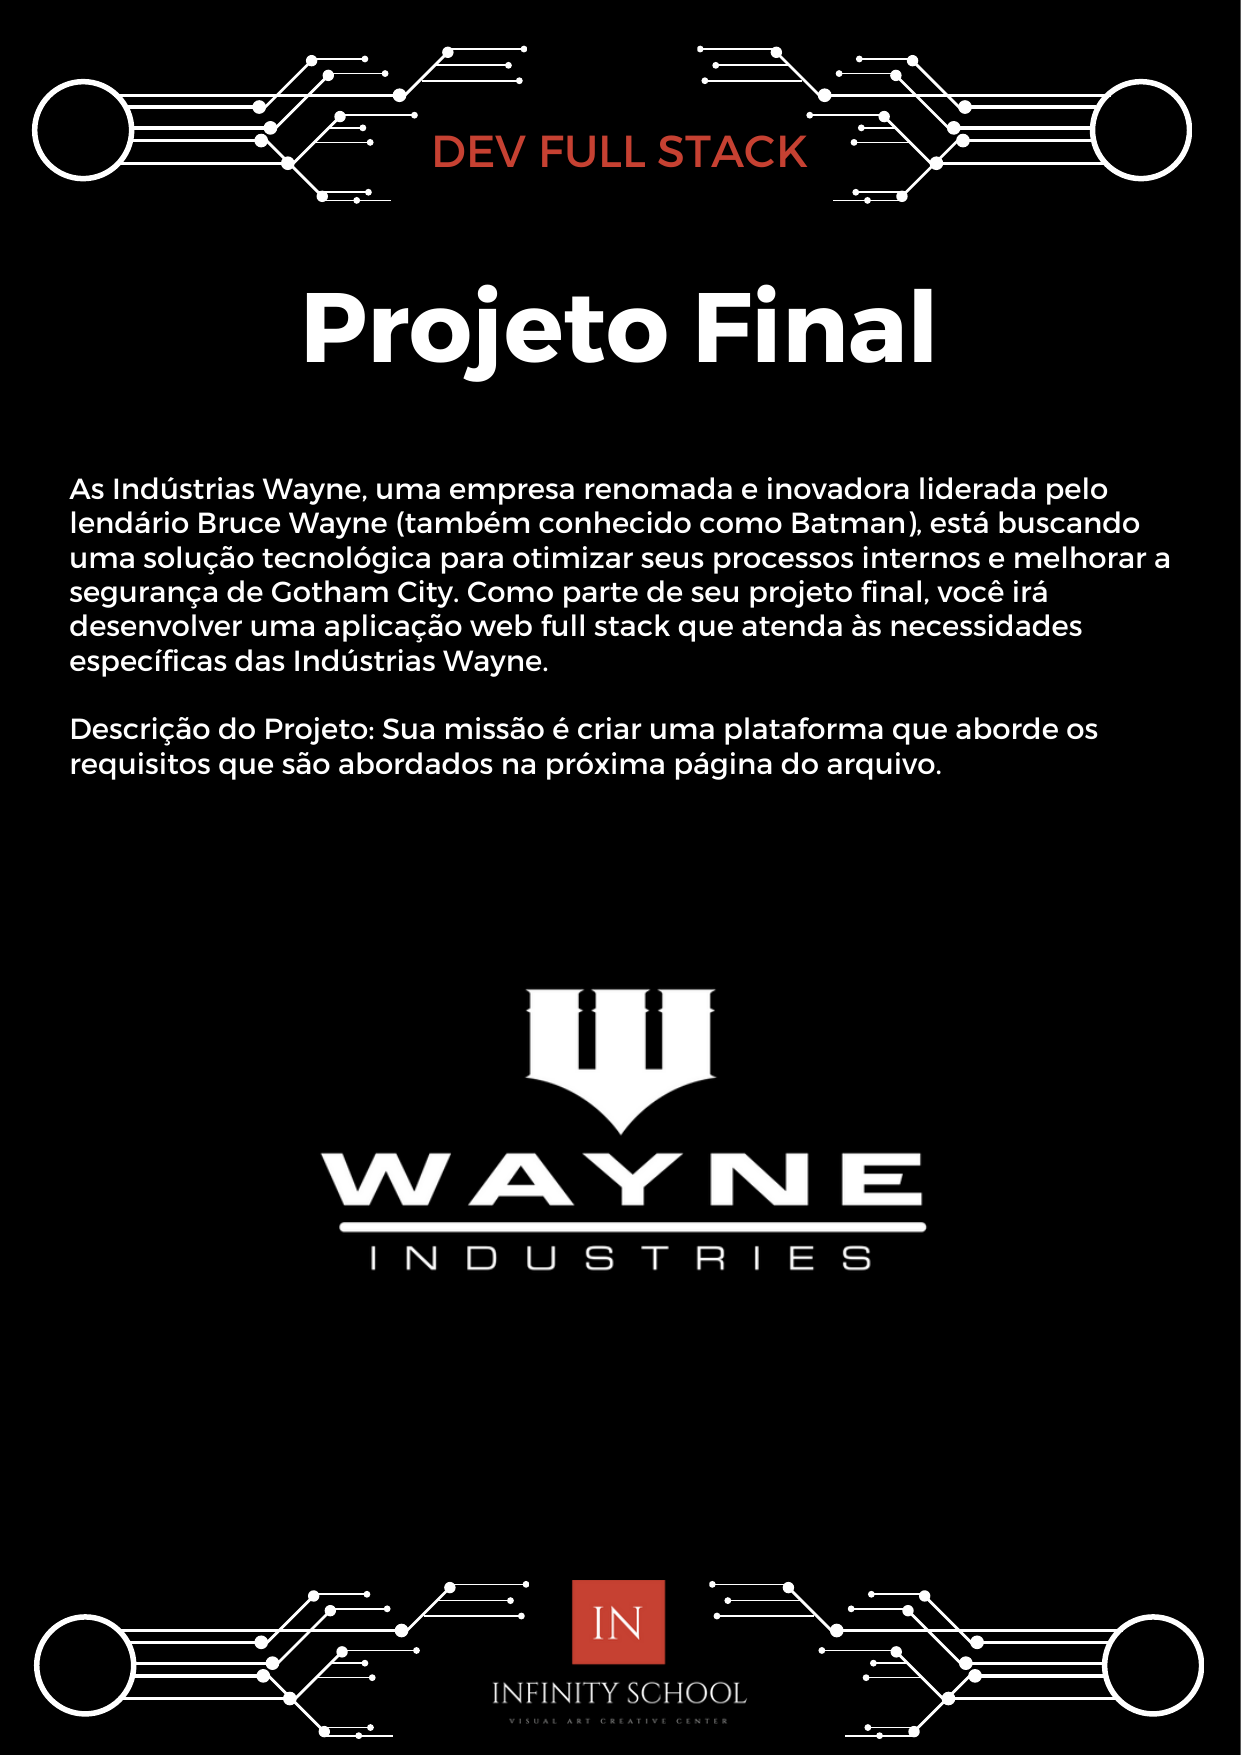 DEV FULL STACK
Projeto Final
As Indústrias Wayne, uma empresa renomada e inovadora liderada pelo
lendário Bruce Wayne (também conhecido como Batman), está buscando
uma solução tecnológica para otimizar seus processos internos e melhorar a
segurança de Gotham City. Como parte de seu projeto final, você irá
desenvolver uma aplicação web full stack que atenda às necessidades
específicas das Indústrias Wayne.
Descrição do Projeto: Sua missão é criar uma plataforma que aborde os
requisitos que são abordados na próxima página do arquivo.
W
WAYNE
INDUSTRIES
IN
INFINITY SCHOOL
VISUAL ART CREATIVE CENTER